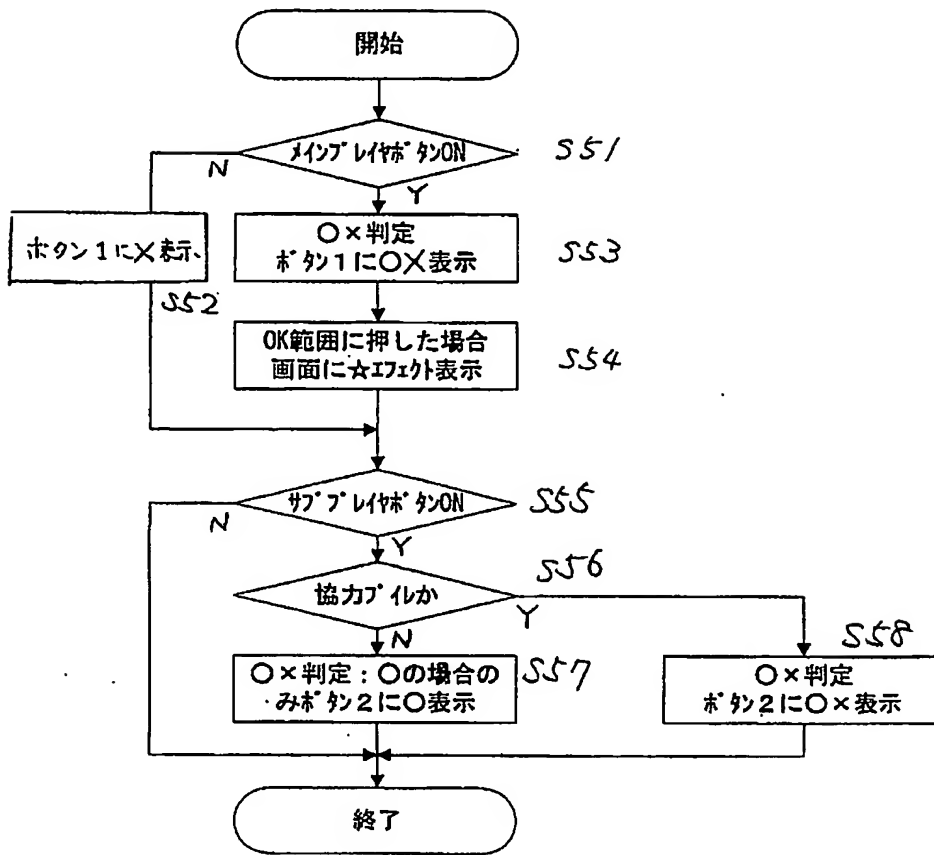 開始
メインプレイヤボタンON
S51
N
Y
ボタン1に×表示
S52
○×判定
ボタン1に○×表示
S53
OK範囲に押した場合
画面に☆エフェクト表示
S54
サブプレイヤボタンON
S55
N
Y
協力プイレか
S56
Y
N
○×判定:○の場合の
みボタン2に○表示
S57
S58
○×判定
ボタン2に○×表示
終了